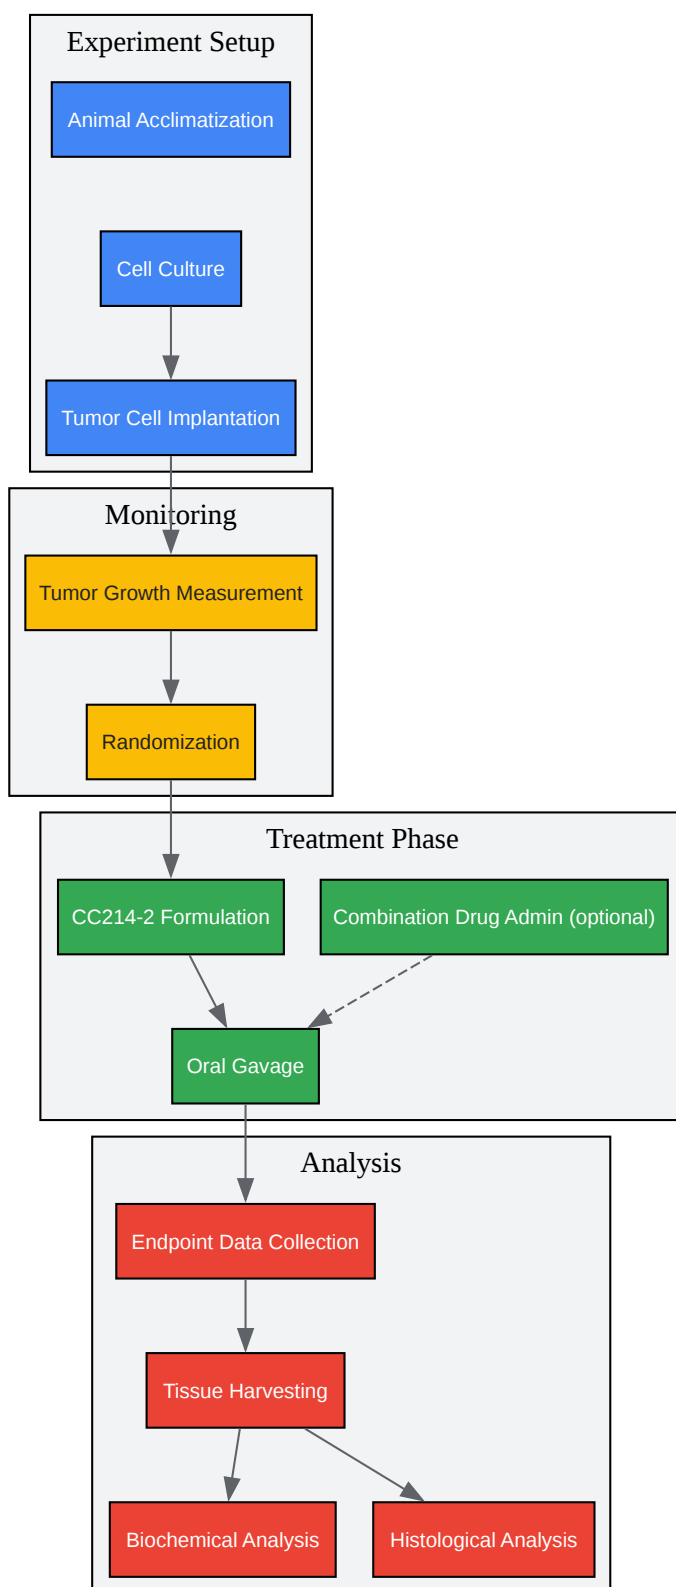 Experiment Setup
Animal Acclimatization
Cell Culture
Tumor Cell Implantation
Monitoring
Tumor Growth Measurement
Randomization
Treatment Phase
CC214-2 Formulation
Combination Drug Admin (optional)
Oral Gavage
Analysis
Endpoint Data Collection
Tissue Harvesting
Biochemical Analysis
Histological Analysis